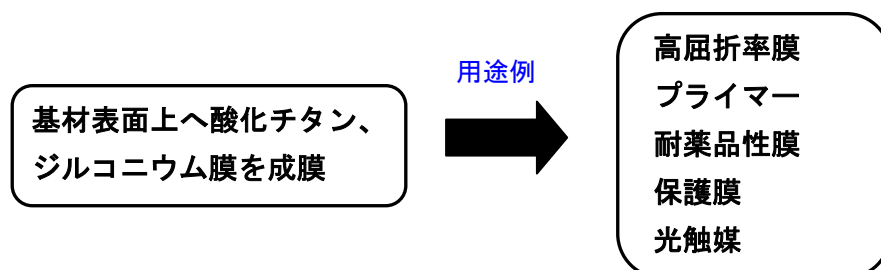 基材表面上へ酸化チタン、
ジルコニウム膜を成膜
用途例
高屈折率膜
プライマー
耐薬品性膜
保護膜
光触媒